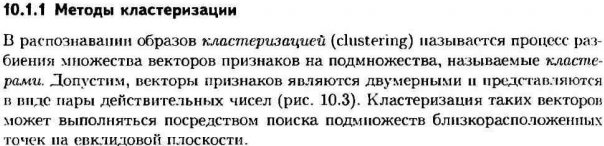 10.1.1 Методы кластеризации
В распознавании образов кластеризацией (clustering) называется процесс раз-
биения множества векторов признаков на подмножества, называемые класте-
рами. Допустим, векторы признаков являются двумерными и представляются
в виде пары действительных чисел (рис. 10.3). Кластеризация таких векторов
может выполняться посредством поиска подмножеств близкорасположенных
точек на евклидовой плоскости.